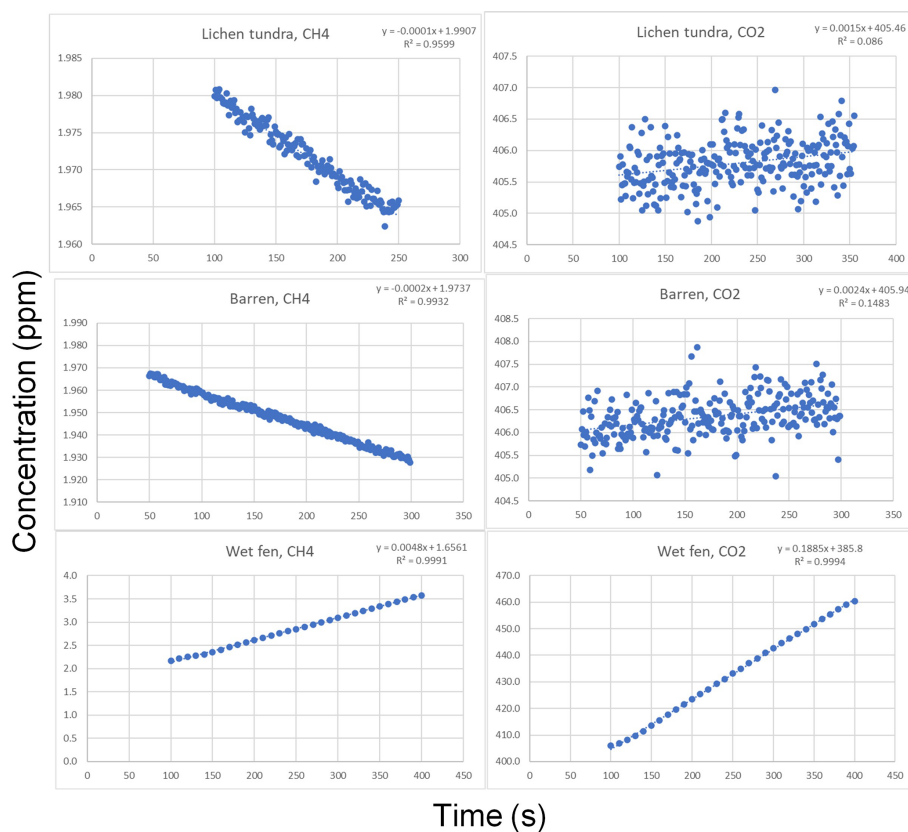 Lichen tundra, CH4
y = -0.0001x + 1.9907
R² = 0.9599
1.985
1.980
1.975
1.970
1.965
1.960
0 50 100 150 200 250 300
Lichen tundra, CO2
y = 0.0015x + 405.46
R² = 0.086
407.5
407.0
406.5
406.0
405.5
405.0
404.5
0 50 100 150 200 250 300 350 400
Barren, CH4
y = -0.0002x + 1.9737
R² = 0.9932
1.990
1.980
1.970
1.960
1.950
1.940
1.930
1.920
1.910
0 50 100 150 200 250 300 350
Barren, CO2
y = 0.0024x + 405.94
R² = 0.1483
408.5
408.0
407.5
407.0
406.5
406.0
405.5
405.0
404.5
0 50 100 150 200 250 300 350
Wet fen, CH4
y = 0.0048x + 1.6561
R² = 0.9991
4.0
3.5
3.0
2.5
2.0
1.5
1.0
0.5
0.0
0 50 100 150 200 250 300 350 400 450
Wet fen, CO2
y = 0.1885x + 385.8
R² = 0.9994
470.0
460.0
450.0
440.0
430.0
420.0
410.0
400.0
0 50 100 150 200 250 300 350 400 450
Concentration (ppm)
Time (s)